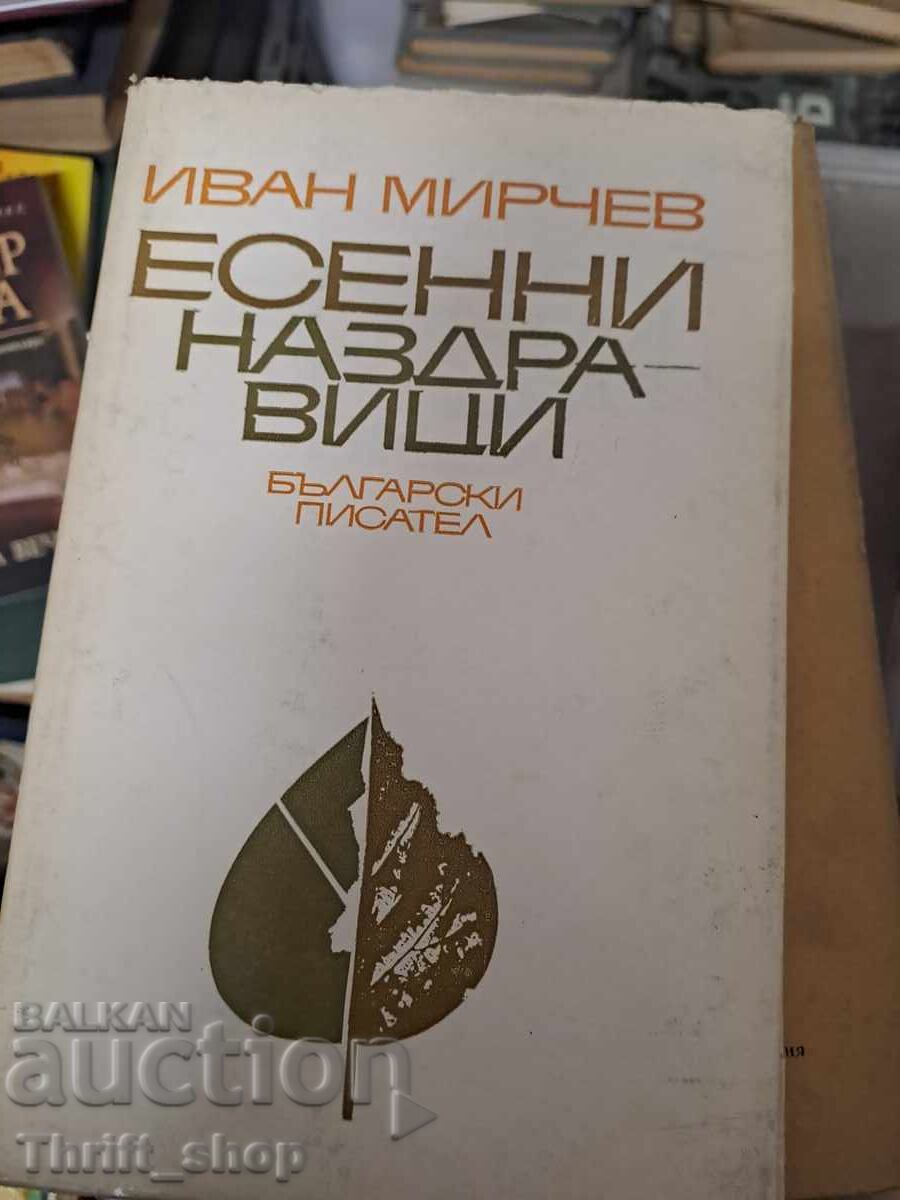 ИВАН МИРЧЕВ
ЕСЕННИ
НАЗДРА-
ВИЦИ
БЪЛГАРСКИ
ПИСАТЕЛ
BALKAN
auction
Thrift_shop